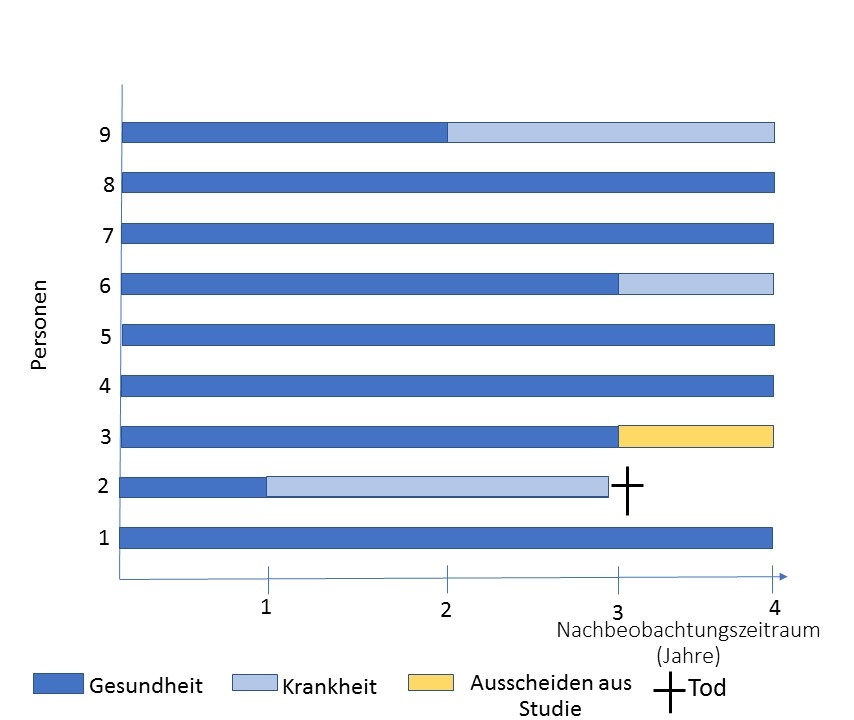 9
8
7
6
5
4
3
2
1
Personen
1 2 3 4
Nachbeobachtungszeitraum
(Jahre)
Gesundheit
Krankheit
Ausscheiden aus
Studie
Tod